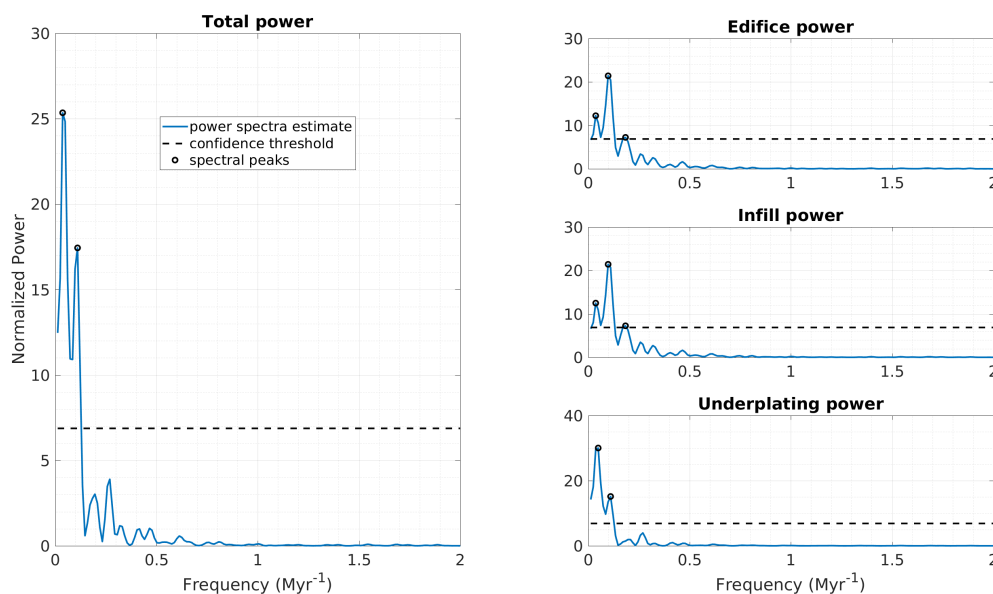 Total power
30
25
20
15
10
5
0
Normalized Power
power spectra estimate
confidence threshold
spectral peaks
0 0.5 1 1.5 2
Frequency (Myr-1)
Edifice power
30
20
10
0
0 0.5 1 1.5 2
Infill power
30
20
10
0
0 0.5 1 1.5 2
Underplating power
40
20
0
0 0.5 1 1.5 2
Frequency (Myr-1)